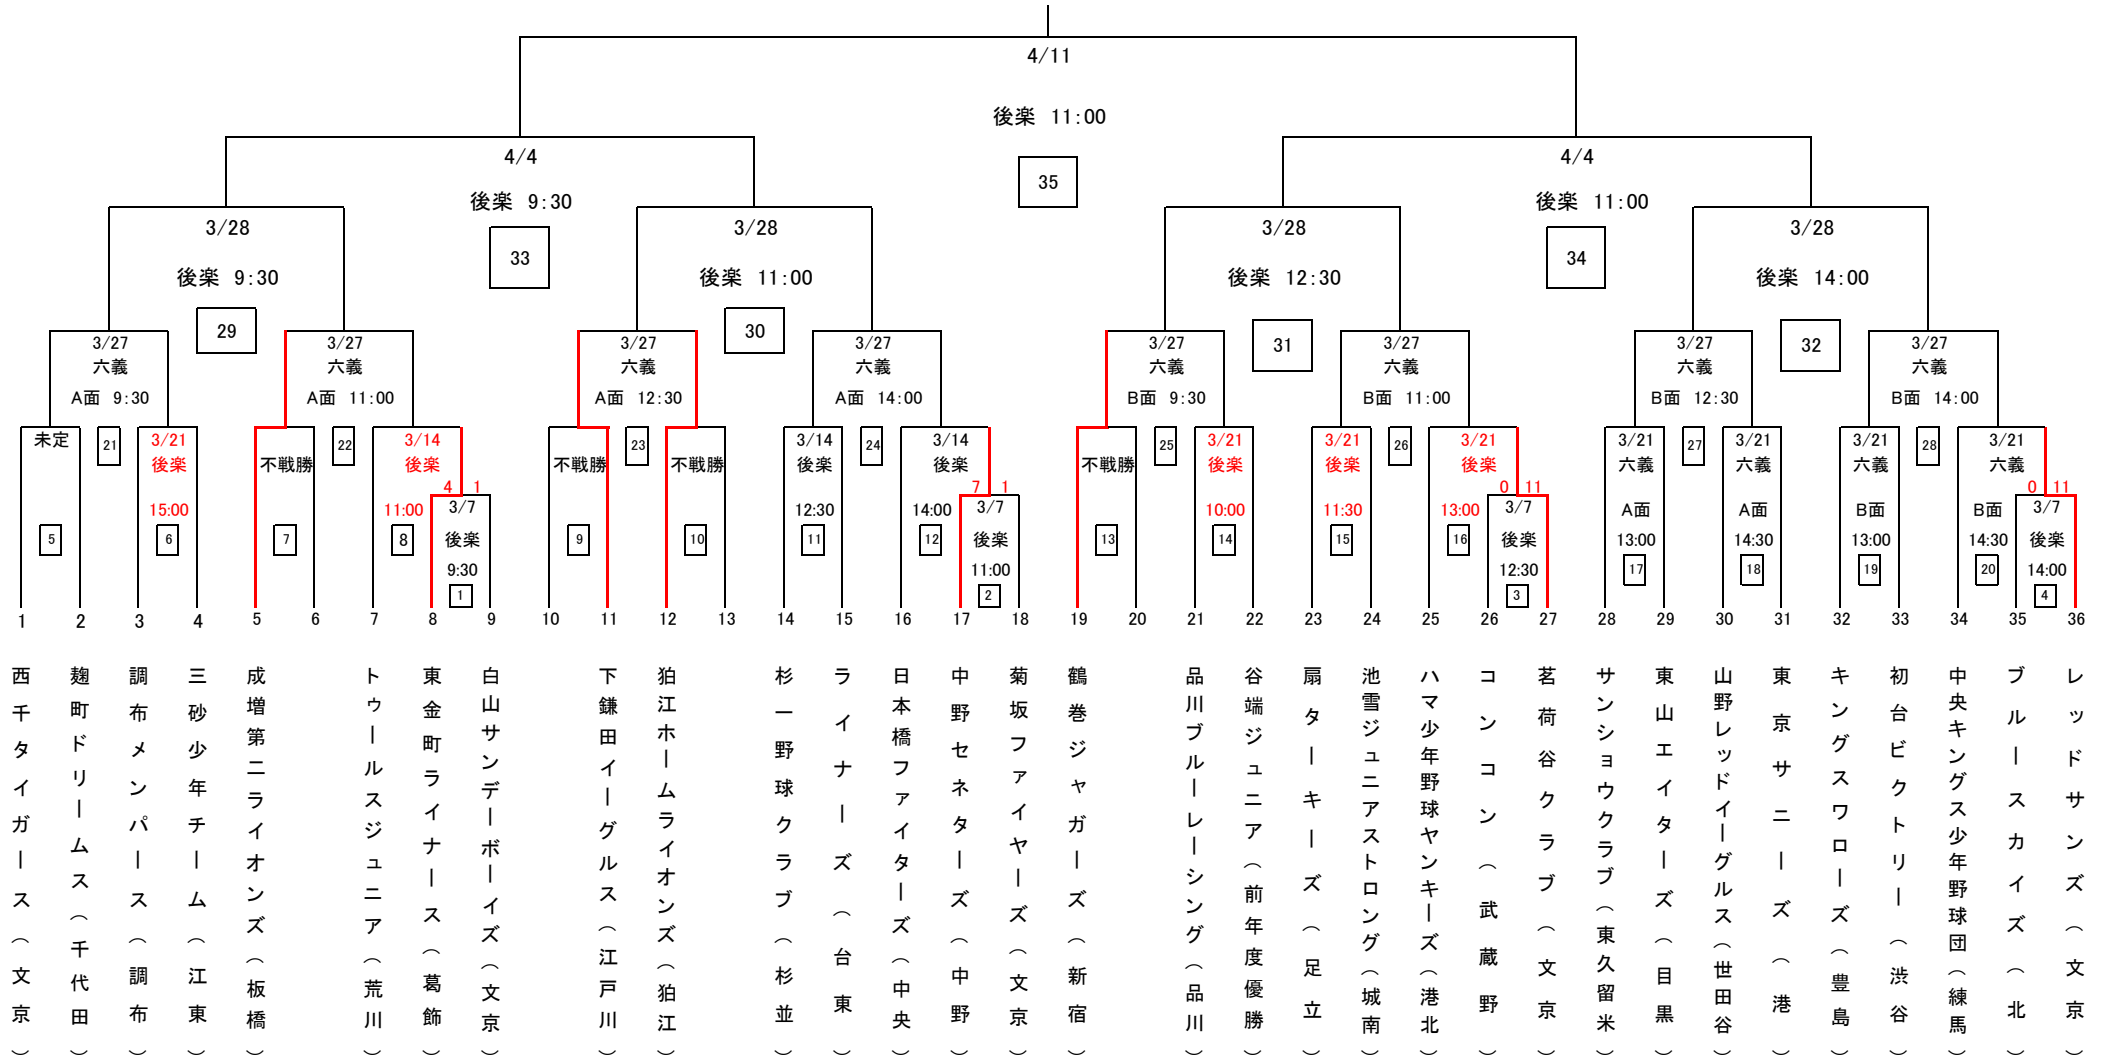 4/11
後楽 11:00
35
4/4
後楽 9:30
33
4/4
後楽 11:00
34
3/28
後楽 9:30
29
3/28
後楽 11:00
30
3/28
後楽 12:30
31
3/28
後楽 14:00
32
3/27
六義
A面 9:30
21
3/27
六義
A面 11:00
22
3/27
六義
A面 12:30
23
3/27
六義
A面 14:00
24
3/27
六義
B面 9:30
25
3/27
六義
B面 11:00
26
3/27
六義
B面 12:30
27
3/27
六義
B面 14:00
28
未定
5
3/21
後楽
15:00
6
不戦勝
7
3/14
後楽
11:00
8
4 1
3/7
後楽
9:30
1
不戦勝
9
不戦勝
10
3/14
後楽
12:30
11
3/14
後楽
14:00
12
7 1
3/7
後楽
11:00
2
不戦勝
13
3/21
後楽
10:00
14
3/21
後楽
11:30
15
3/21
後楽
13:00
16
0 11
3/7
後楽
12:30
3
3/21
六義
A面
13:00
17
3/21
六義
A面
14:30
18
3/21
六義
B面
13:00
19
3/21
六義
B面
14:30
20
0 11
3/7
後楽
14:00
4
1 2 3 4 5 6 7 8 9 10 11 12 13 14 15 16 17 18 19 20 21 22 23 24 25 26 27 28 29 30 31 32 33 34 35 36
西千タイガース(文京)
麹町ドリームス(千代田)
調布メンパース(調布)
三砂少年チーム(江東)
成増第二ライオンズ(板橋)
トゥールスジュニア(荒川)
東金町ライナース(葛飾)
白山サンデーボーイズ(文京)
下鎌田イーグルス(江戸川)
狛江ホームライオンズ(狛江)
杉一野球クラブ(杉並)
ライナーズ(台東)
日本橋ファイターズ(中央)
中野セネターズ(中野)
菊坂ファイヤーズ(文京)
鶴巻ジャガーズ(新宿)
品川ブルーレーシング(品川)
谷端ジュニア(前年度優勝)
扇ターキーズ(足立)
池雪ジュニアストロング(城南)
ハマ少年野球ヤンキーズ(港北)
コンコン(武蔵野)
茗荷谷クラブ(文京)
サンショウクラブ(東久留米)
東山エイターズ(目黒)
山野レッドイーグルス(世田谷)
東京サニーズ(港)
キングスワローズ(豊島)
初台ビクトリー(渋谷)
中央キングス少年野球団(練馬)
ブルースカイズ(北)
レッドサンズ(文京)